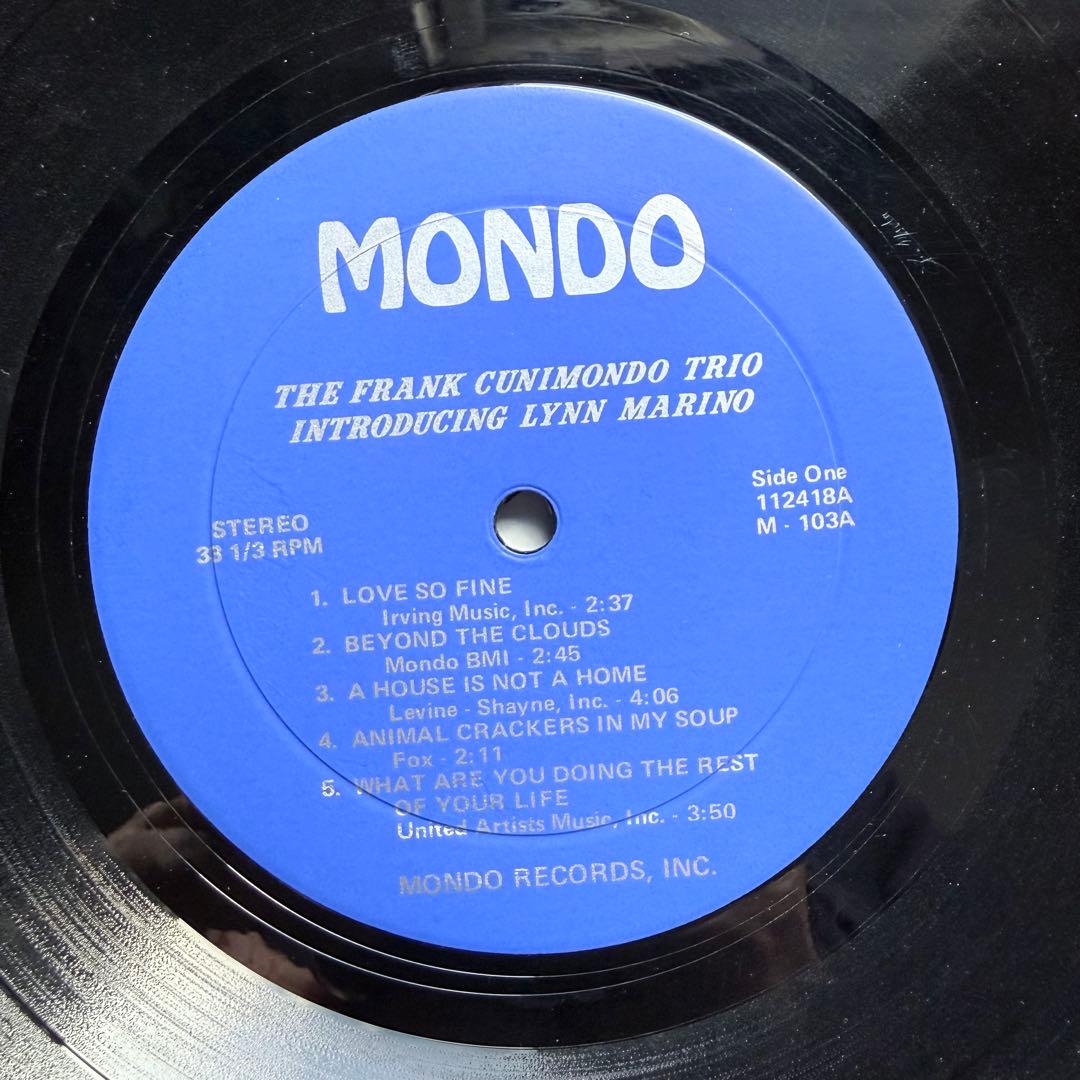 MONDO
THE FRANK CUNIMONDO TRIO
INTRODUCING LYNN MARINO
Side One
112418A
M - 103A
STEREO
33 1/3 RPM
1. LOVE SO FINE
Irving Music, Inc. - 2:37
2. BEYOND THE CLOUDS
Mondo BMI - 2:45
3. A HOUSE IS NOT A HOME
Levine - Shayne, Inc. - 4:06
4. ANIMAL CRACKERS IN MY SOUP
Fox - 2:11
5. WHAT ARE YOU DOING THE REST
OF YOUR LIFE
United Artists Music, Inc. - 3:50
MONDO RECORDS, INC.